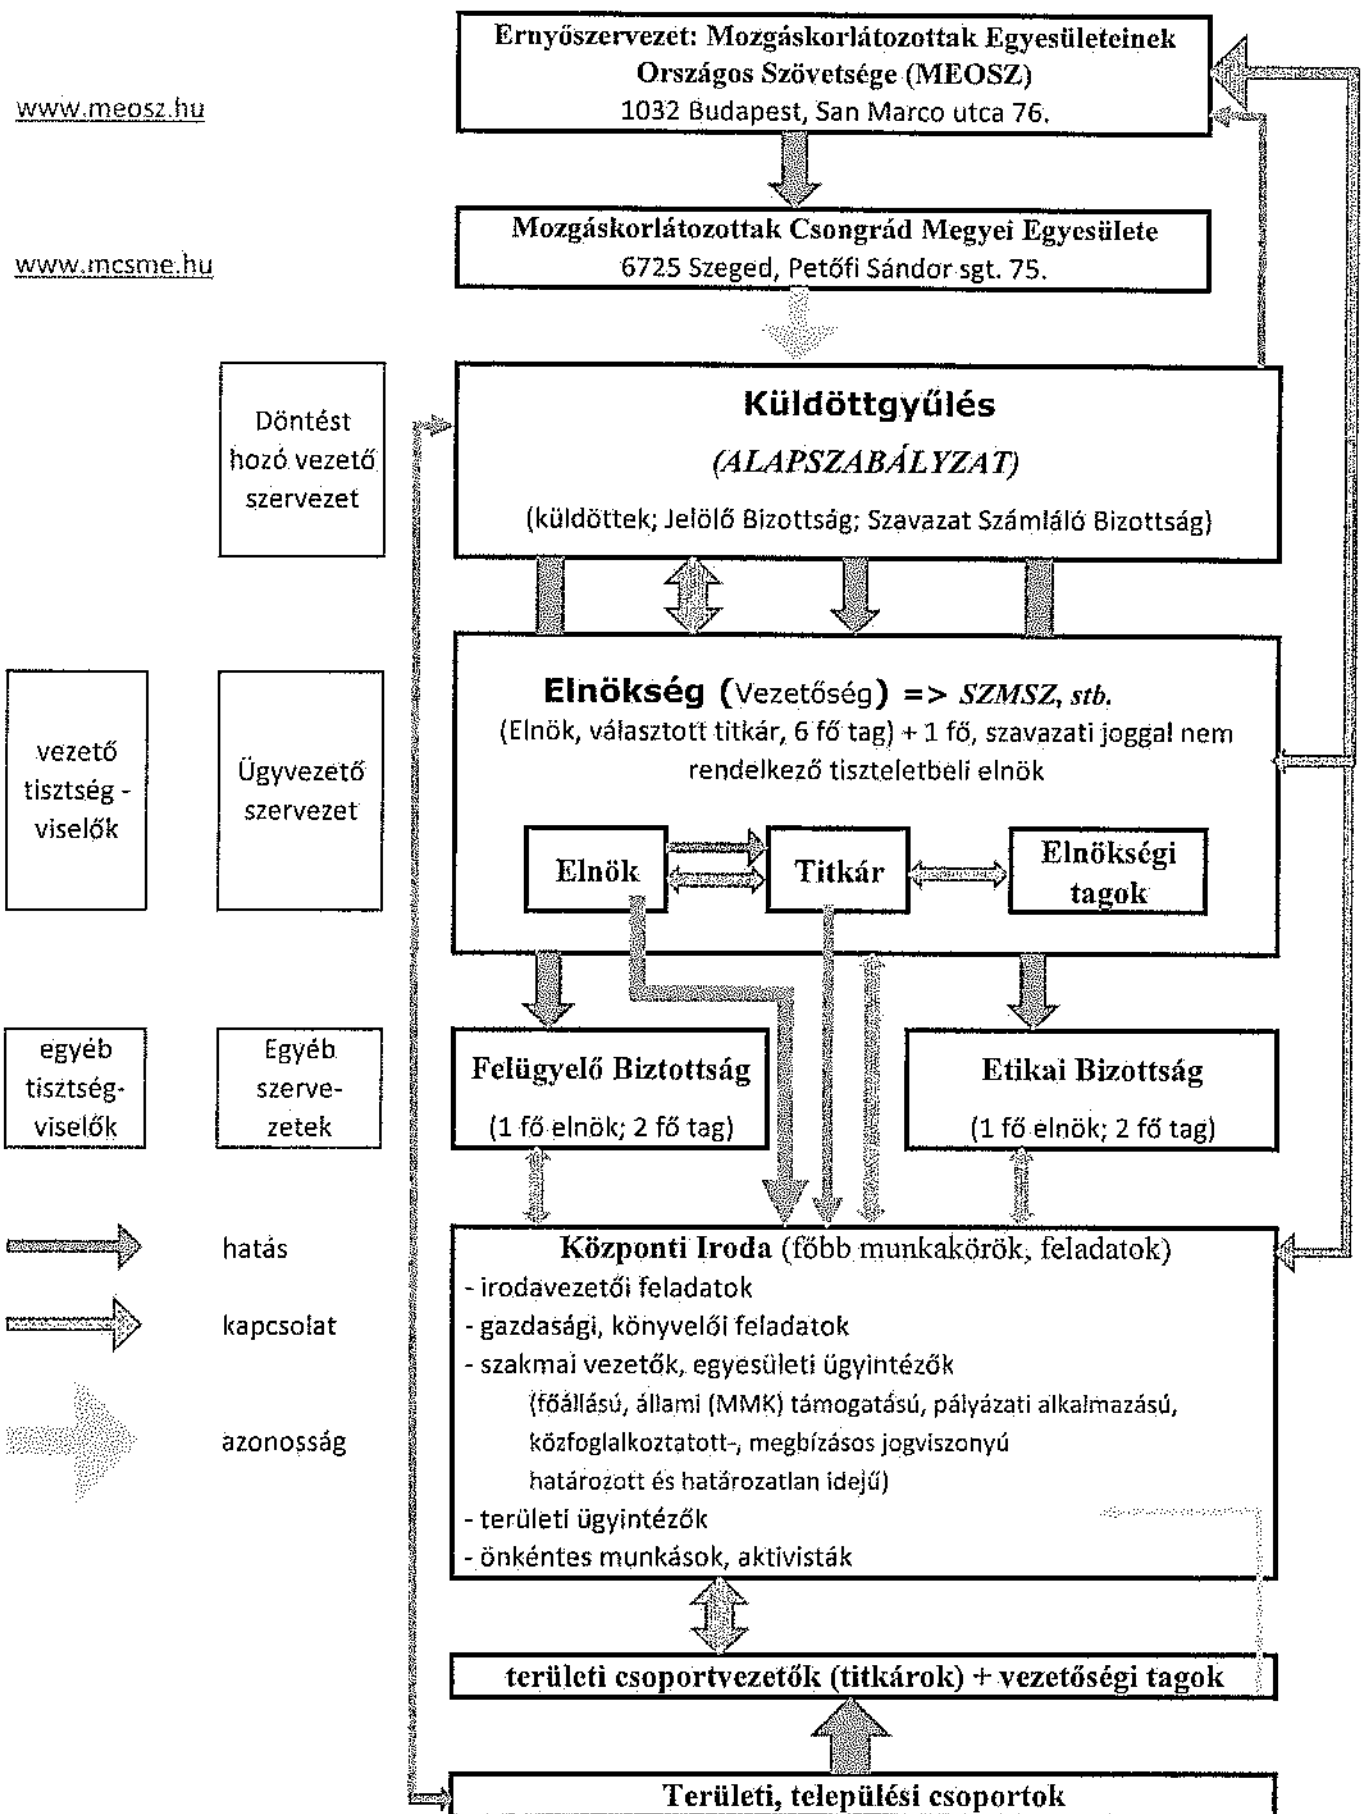 Ernyőszervezet: Mozgáskorlátozottak Egyesületeinek
Országos Szövetsége (MEOSZ)
1032 Budapest, San Marco utca 76.
www.meosz.hu
Mozgáskorlátozottak Csongrád Megyei Egyesülete
6725 Szeged, Petőfi Sándor sgt. 75.
www.mcsme.hu
Döntést
hozó vezető
szervezet
Küldöttgyűlés
(ALAPSZABÁLYZAT)
(küldöttek; Jelölő Bizottság; Szavazat Számláló Bizottság)
vezető
tisztség -
viselők
Ügyvezető
szervezet
Elnökség (Vezetőség) => SZMSZ, stb.
(Elnök, választott titkár, 6 fő tag) + 1 fő, szavazati joggal nem
rendelkező tiszteletbeli elnök
Elnök
Titkár
Elnökségi
tagok
egyéb
tisztség-
viselők
Egyéb
szerve-
zetek
Felügyelő Biztottság
(1 fő elnök; 2 fő tag)
Etikai Bizottság
(1 fő elnök; 2 fő tag)
hatás
kapcsolat
azonosság
Központi Iroda (főbb munkakörök, feladatok)
- irodavezetői feladatok
- gazdasági, könyvelői feladatok
- szakmai vezetők, egyesületi ügyintézők
(főállású, állami (MMK) támogatású, pályázati alkalmazású,
közfoglalkoztatott-, megbízásos jogviszonyú
határozott és határozatlan idejű)
- területi ügyintézők
- önkéntes munkások, aktivisták
területi csoportvezetők (titkárok) + vezetőségi tagok
Területi, települési csoportok